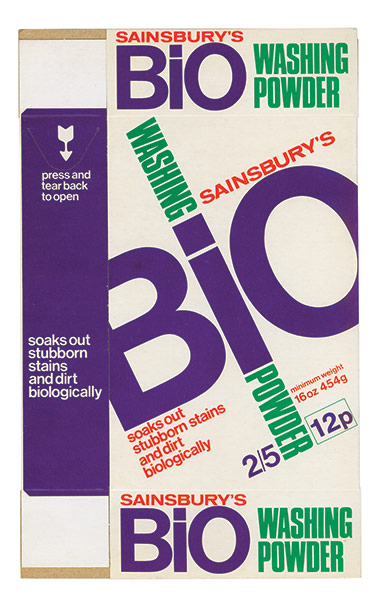 SAINSBURY'S
BiO
WASHING
POWDER
press and
tear back
to open
soaks out
stubborn
stains
and dirt
biologically
WASHING
SAINSBURY'S
BiO
POWDER
minimum weight
16oz 454g
soaks out
stubborn stains
and dirt
biologically
2/5
12p
SAINSBURY'S
BiO
WASHING
POWDER